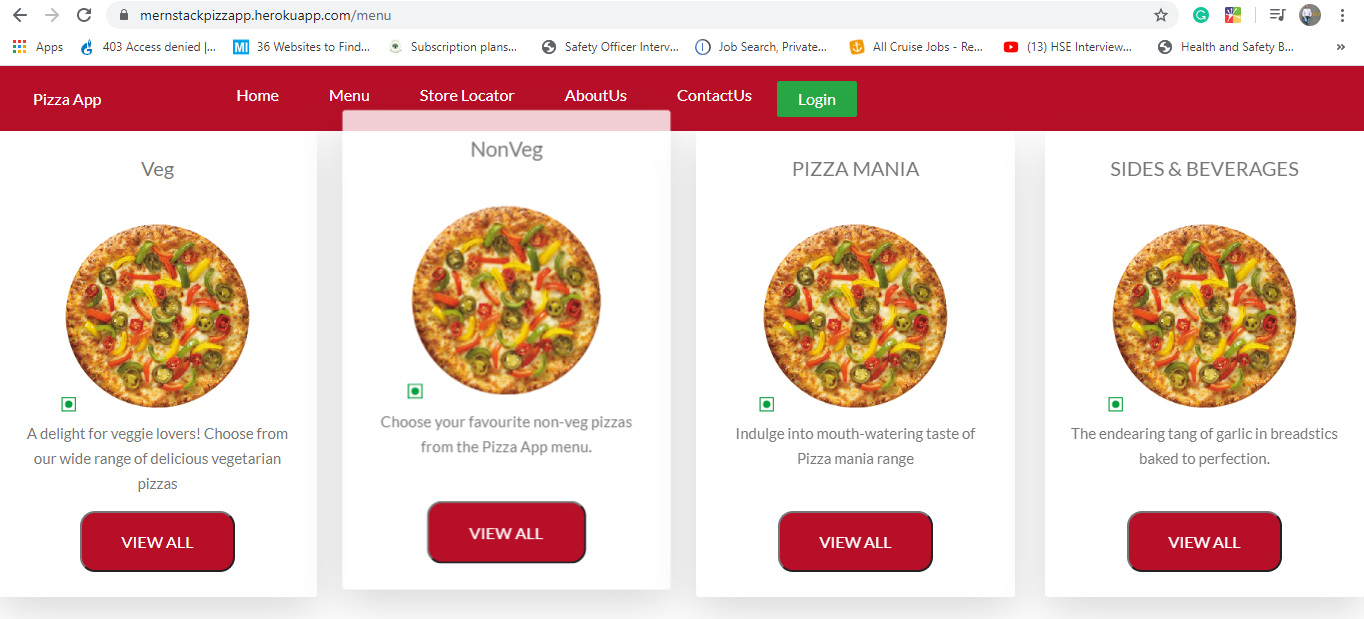 mernstackpizzapp.herokuapp.com/menu
Apps 403 Access denied |... MI 36 Websites to Find... Subscription plans... Safety Officer Interv... Job Search, Private... All Cruise Jobs - Re... (13) HSE Interview... Health and Safety B... »
Pizza App Home Menu Store Locator AboutUs ContactUs Login
Veg
A delight for veggie lovers! Choose from
our wide range of delicious vegetarian
pizzas
VIEW ALL
NonVeg
Choose your favourite non-veg pizzas
from the Pizza App menu.
VIEW ALL
PIZZA MANIA
Indulge into mouth-watering taste of
Pizza mania range
VIEW ALL
SIDES & BEVERAGES
The endearing tang of garlic in breadstics
baked to perfection.
VIEW ALL